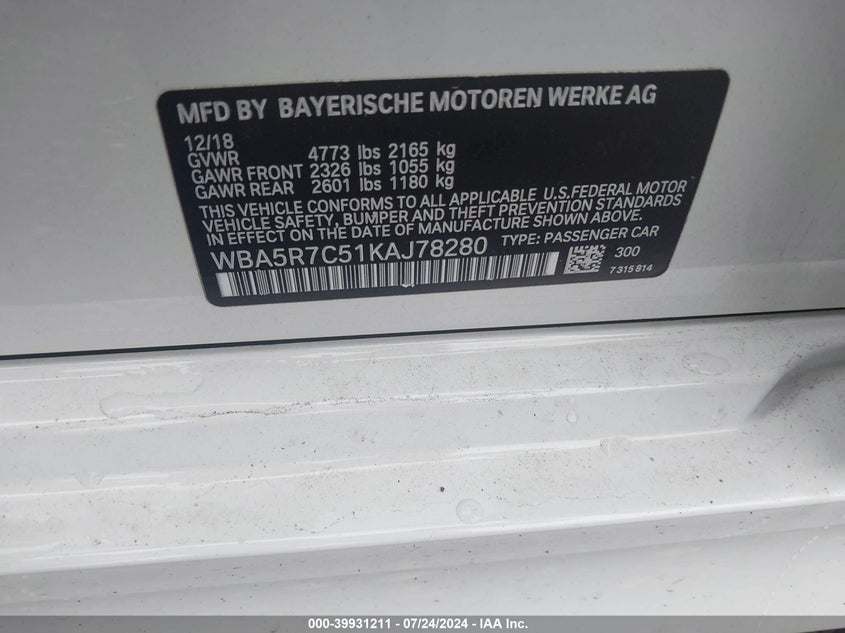 MFD BY BAYERISCHE MOTOREN WERKE AG
12/18
GVWR 4773 lbs 2165 kg
GAWR FRONT 2326 lbs 1055 kg
GAWR REAR 2601 lbs 1180 kg
THIS VEHICLE CONFORMS TO ALL APPLICABLE U.S.FEDERAL MOTOR
VEHICLE SAFETY, BUMPER AND THEFT PREVENTION STANDARDS
IN EFFECT ON THE DATE OF MANUFACTURE SHOWN ABOVE.
WBA5R7C51KAJ78280 TYPE: PASSENGER CAR
300
7315814
000-39931211 - 07/24/2024 - IAA Inc.